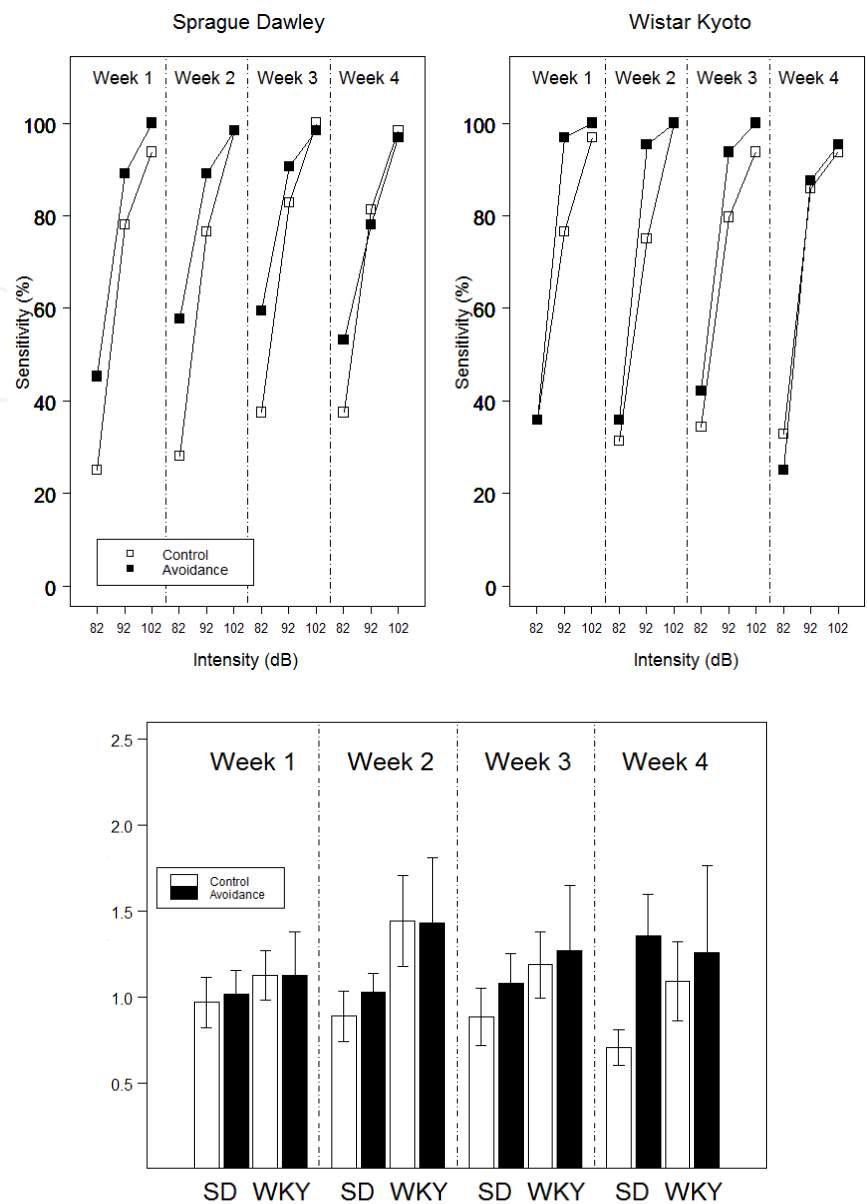 Sprague Dawley
Week 1 Week 2 Week 3 Week 4
100
80
60
40
20
0
Sensitivity (%)
Control
Avoidance
82 92 102 82 92 102 82 92 102 82 92 102
Intensity (dB)
Wistar Kyoto
Week 1 Week 2 Week 3 Week 4
100
80
60
40
20
0
Sensitivity (%)
82 92 102 82 92 102 82 92 102 82 92 102
Intensity (dB)
2.5
2.0
1.5
1.0
0.5
Week 1 Week 2 Week 3 Week 4
Control
Avoidance
SD WKY SD WKY SD WKY SD WKY